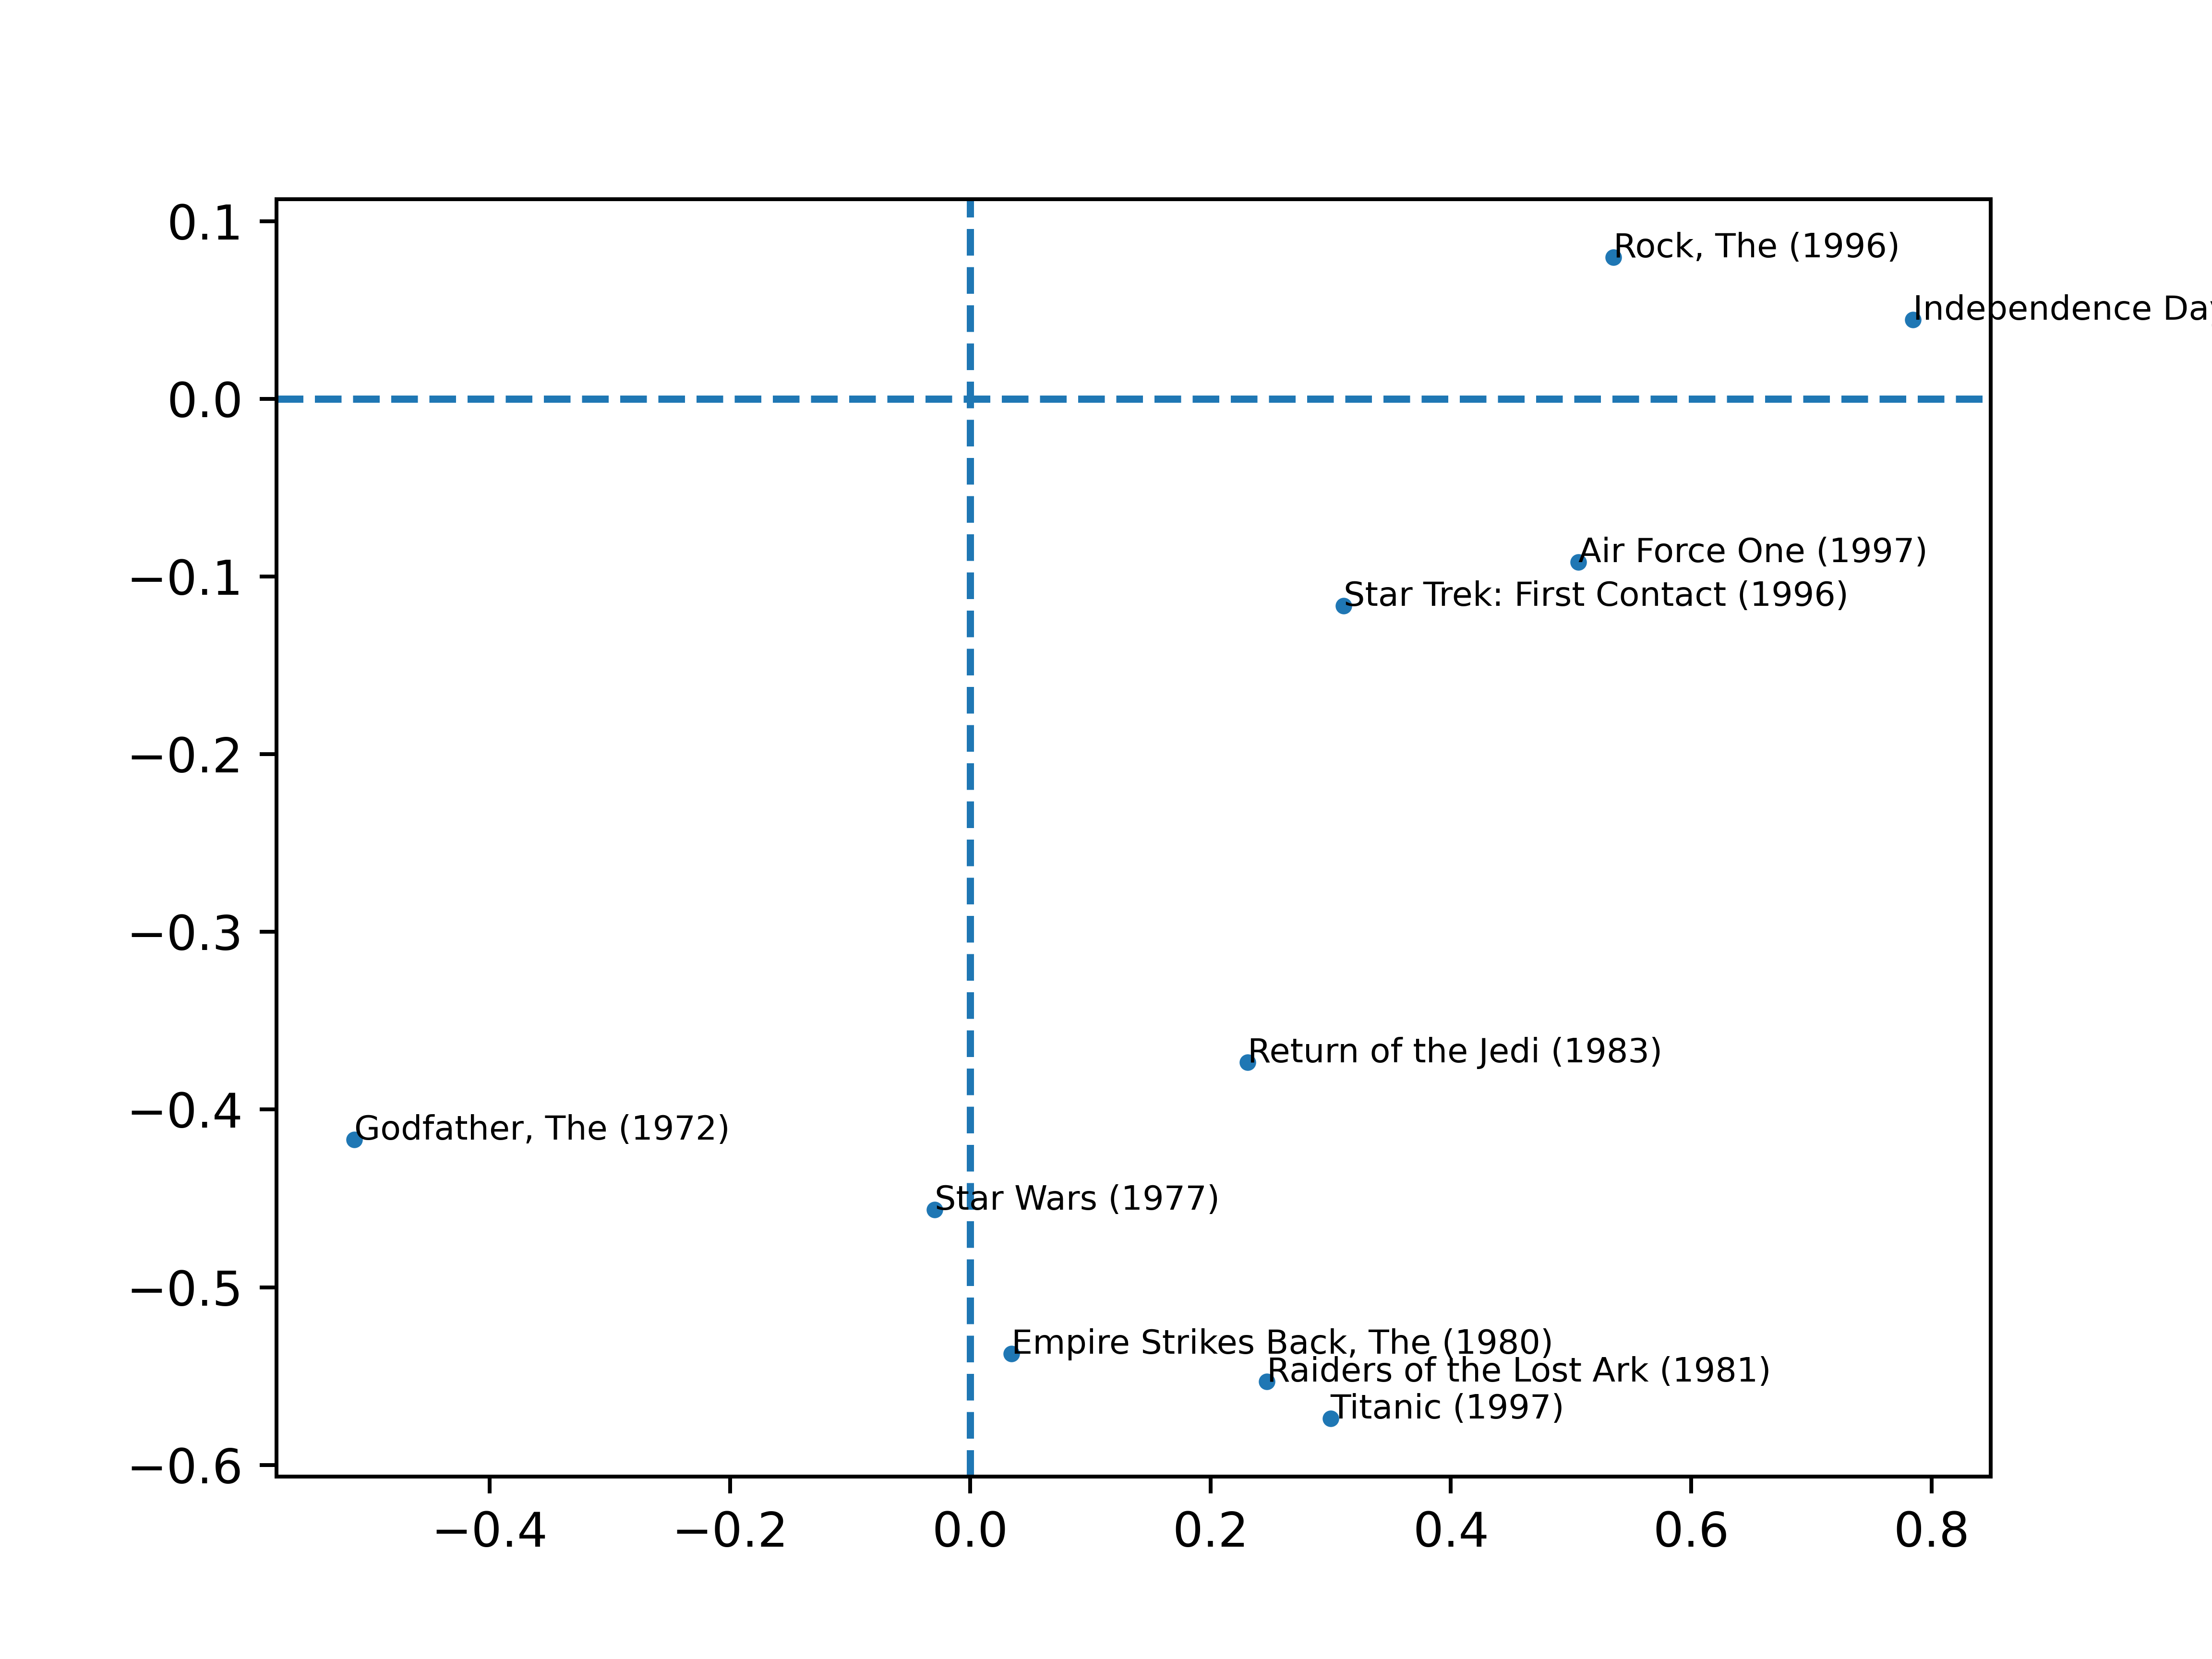 0.1
Rock, The (1996)
Independence Da
0.0
Air Force One (1997)
−0.1
Star Trek: First Contact (1996)
−0.2
−0.3
Return of the Jedi (1983)
−0.4
Godfather, The (1972)
Star Wars (1977)
−0.5
Empire Strikes Back, The (1980)
Raiders of the Lost Ark (1981)
Titanic (1997)
−0.6
−0.4 −0.2 0.0 0.2 0.4 0.6 0.8